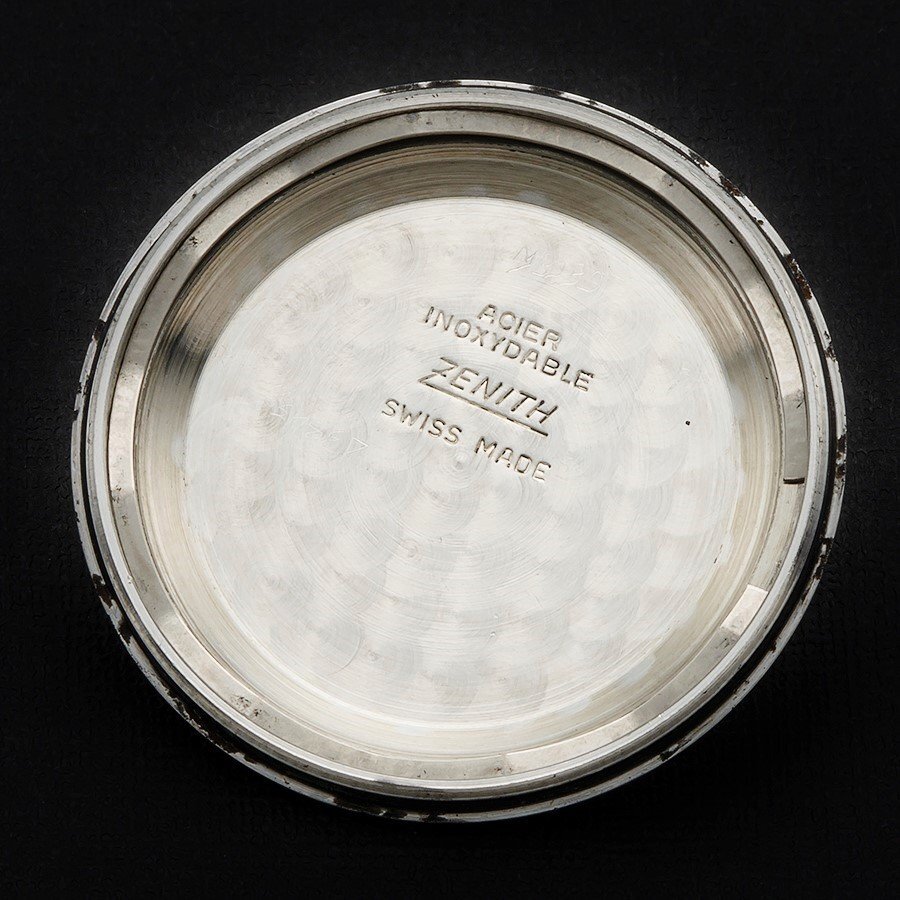 ACIER
INOXYDABLE
ZENITH
SWISS MADE